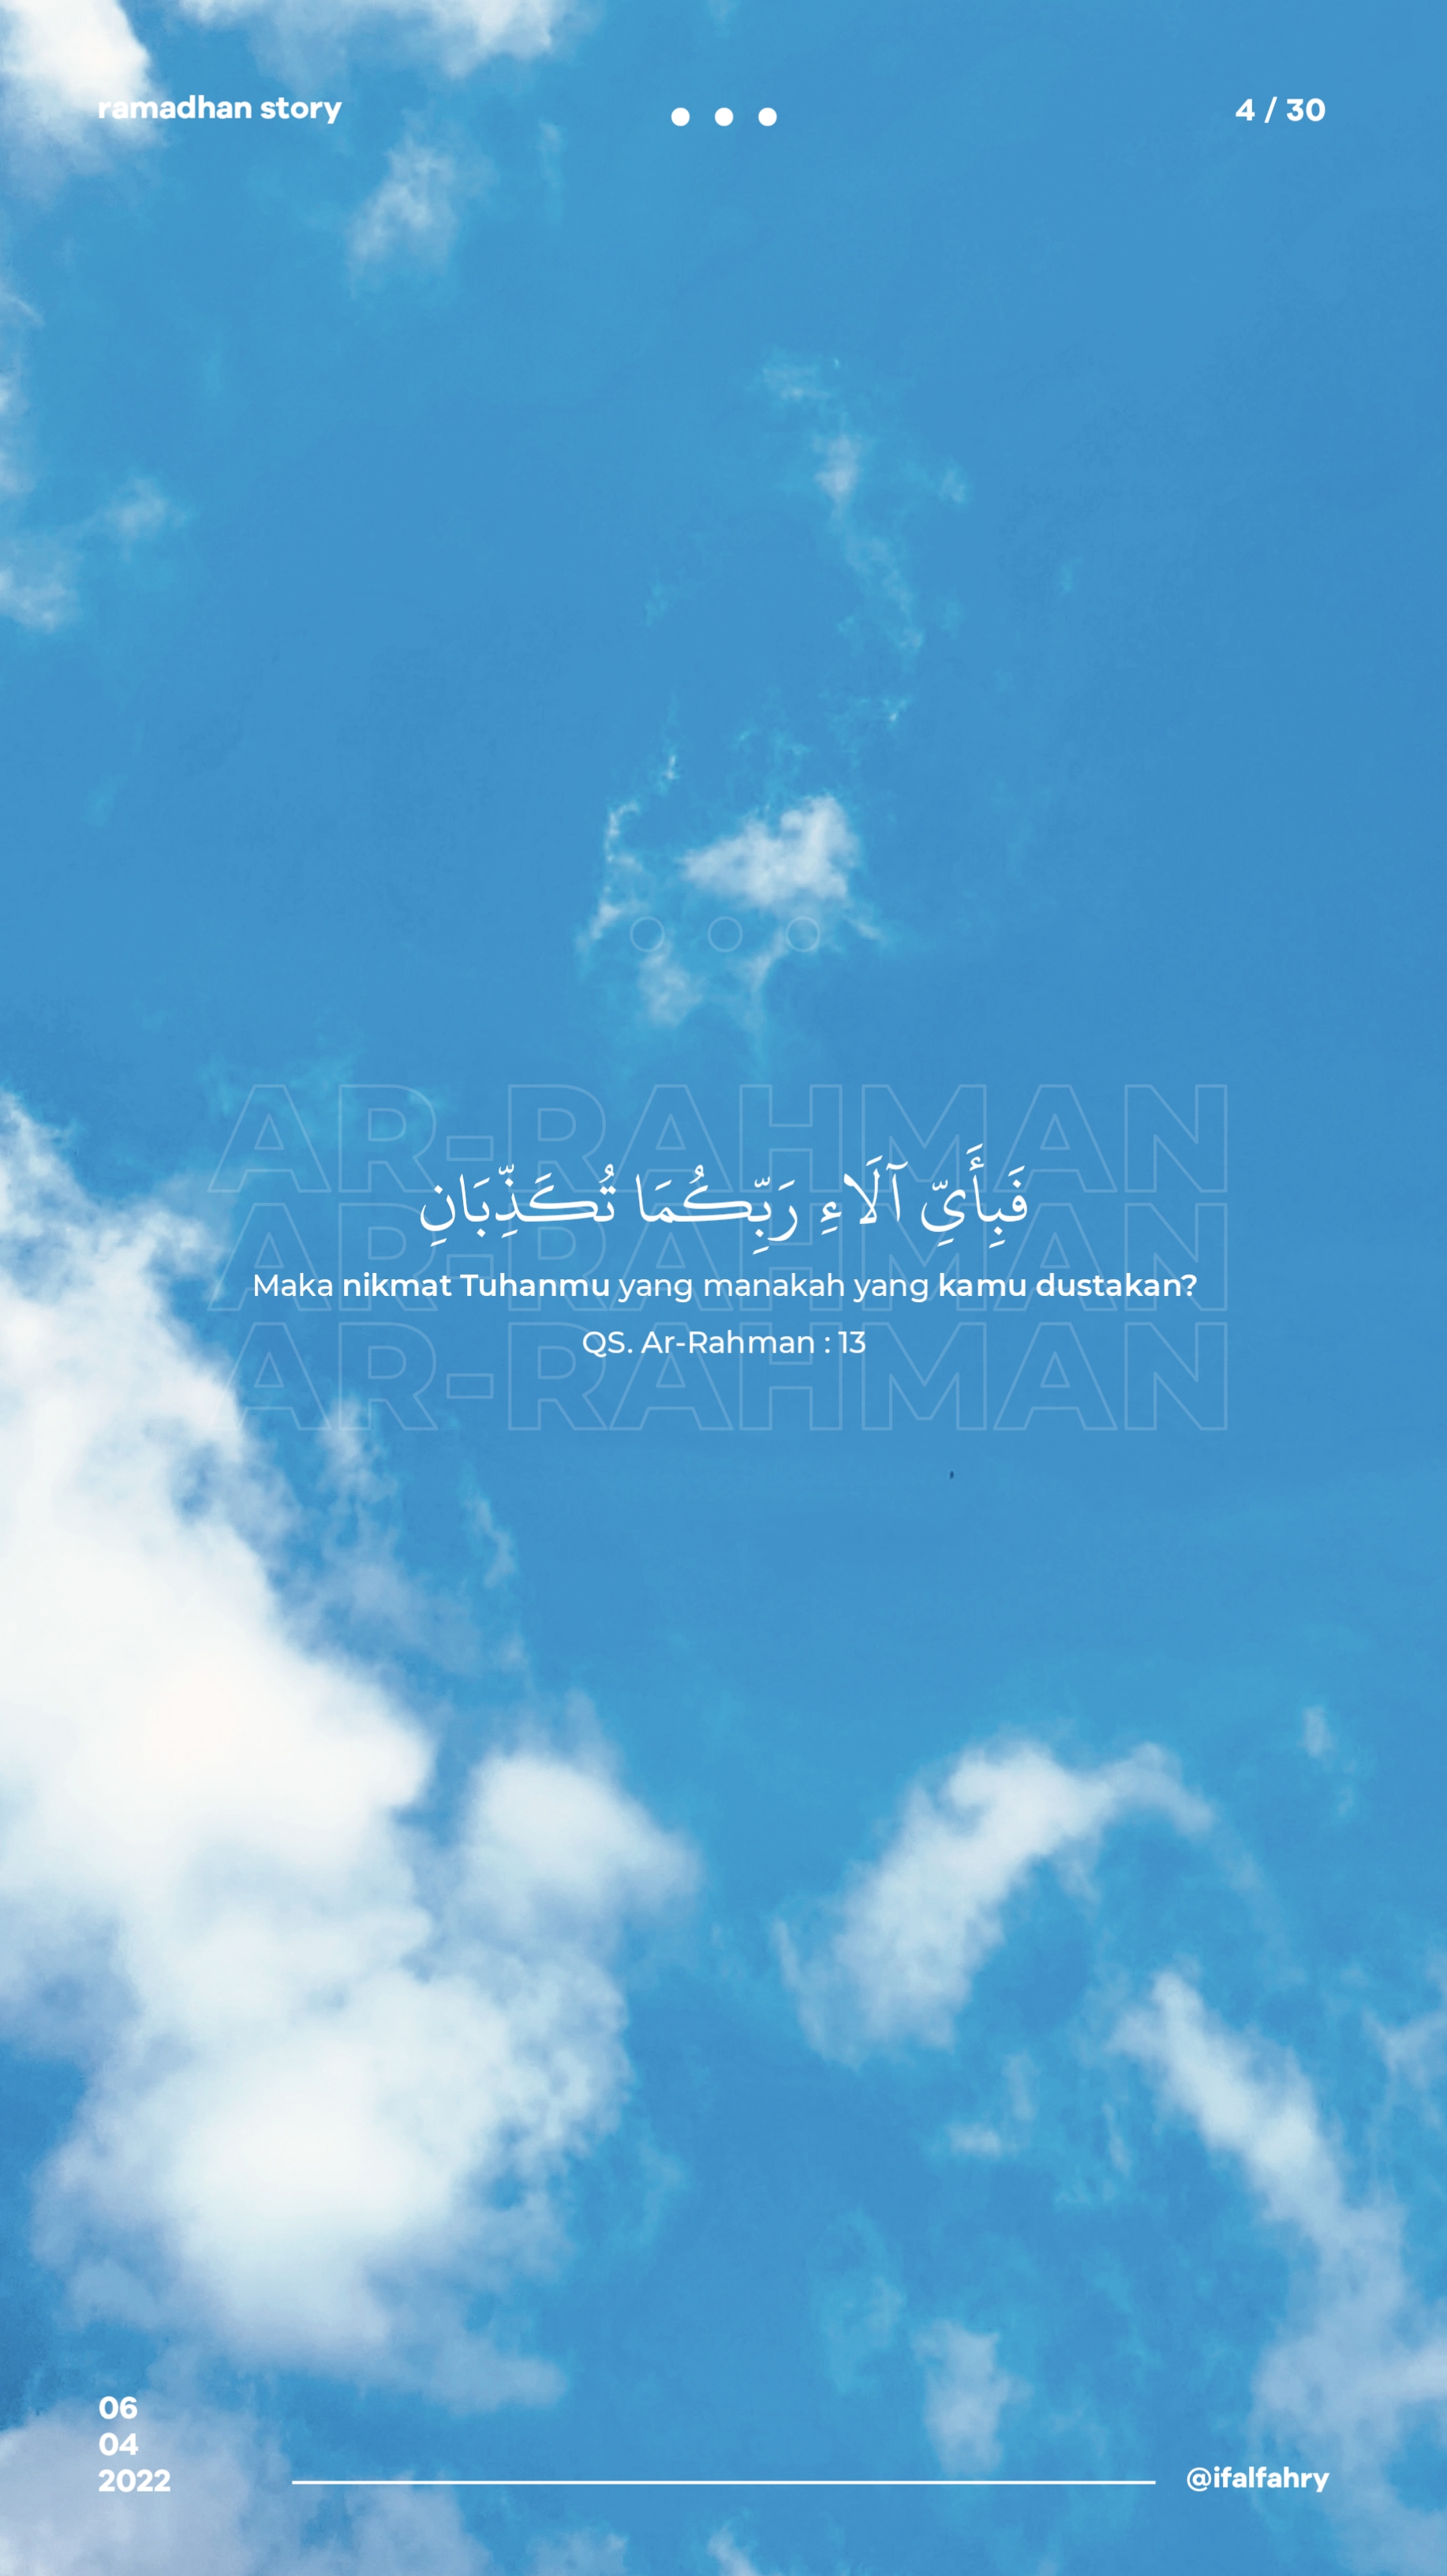 ramadhan story
4 / 30
AR-RAHMAN
AR-RAHMAN
AR-RAHMAN
فَبِأَيِّ آلَاءِ رَبِّكُمَا تُكَذِّبَانِ
Maka nikmat Tuhanmu yang manakah yang kamu dustakan?
QS. Ar-Rahman : 13
06
04
2022
@ifalfahry